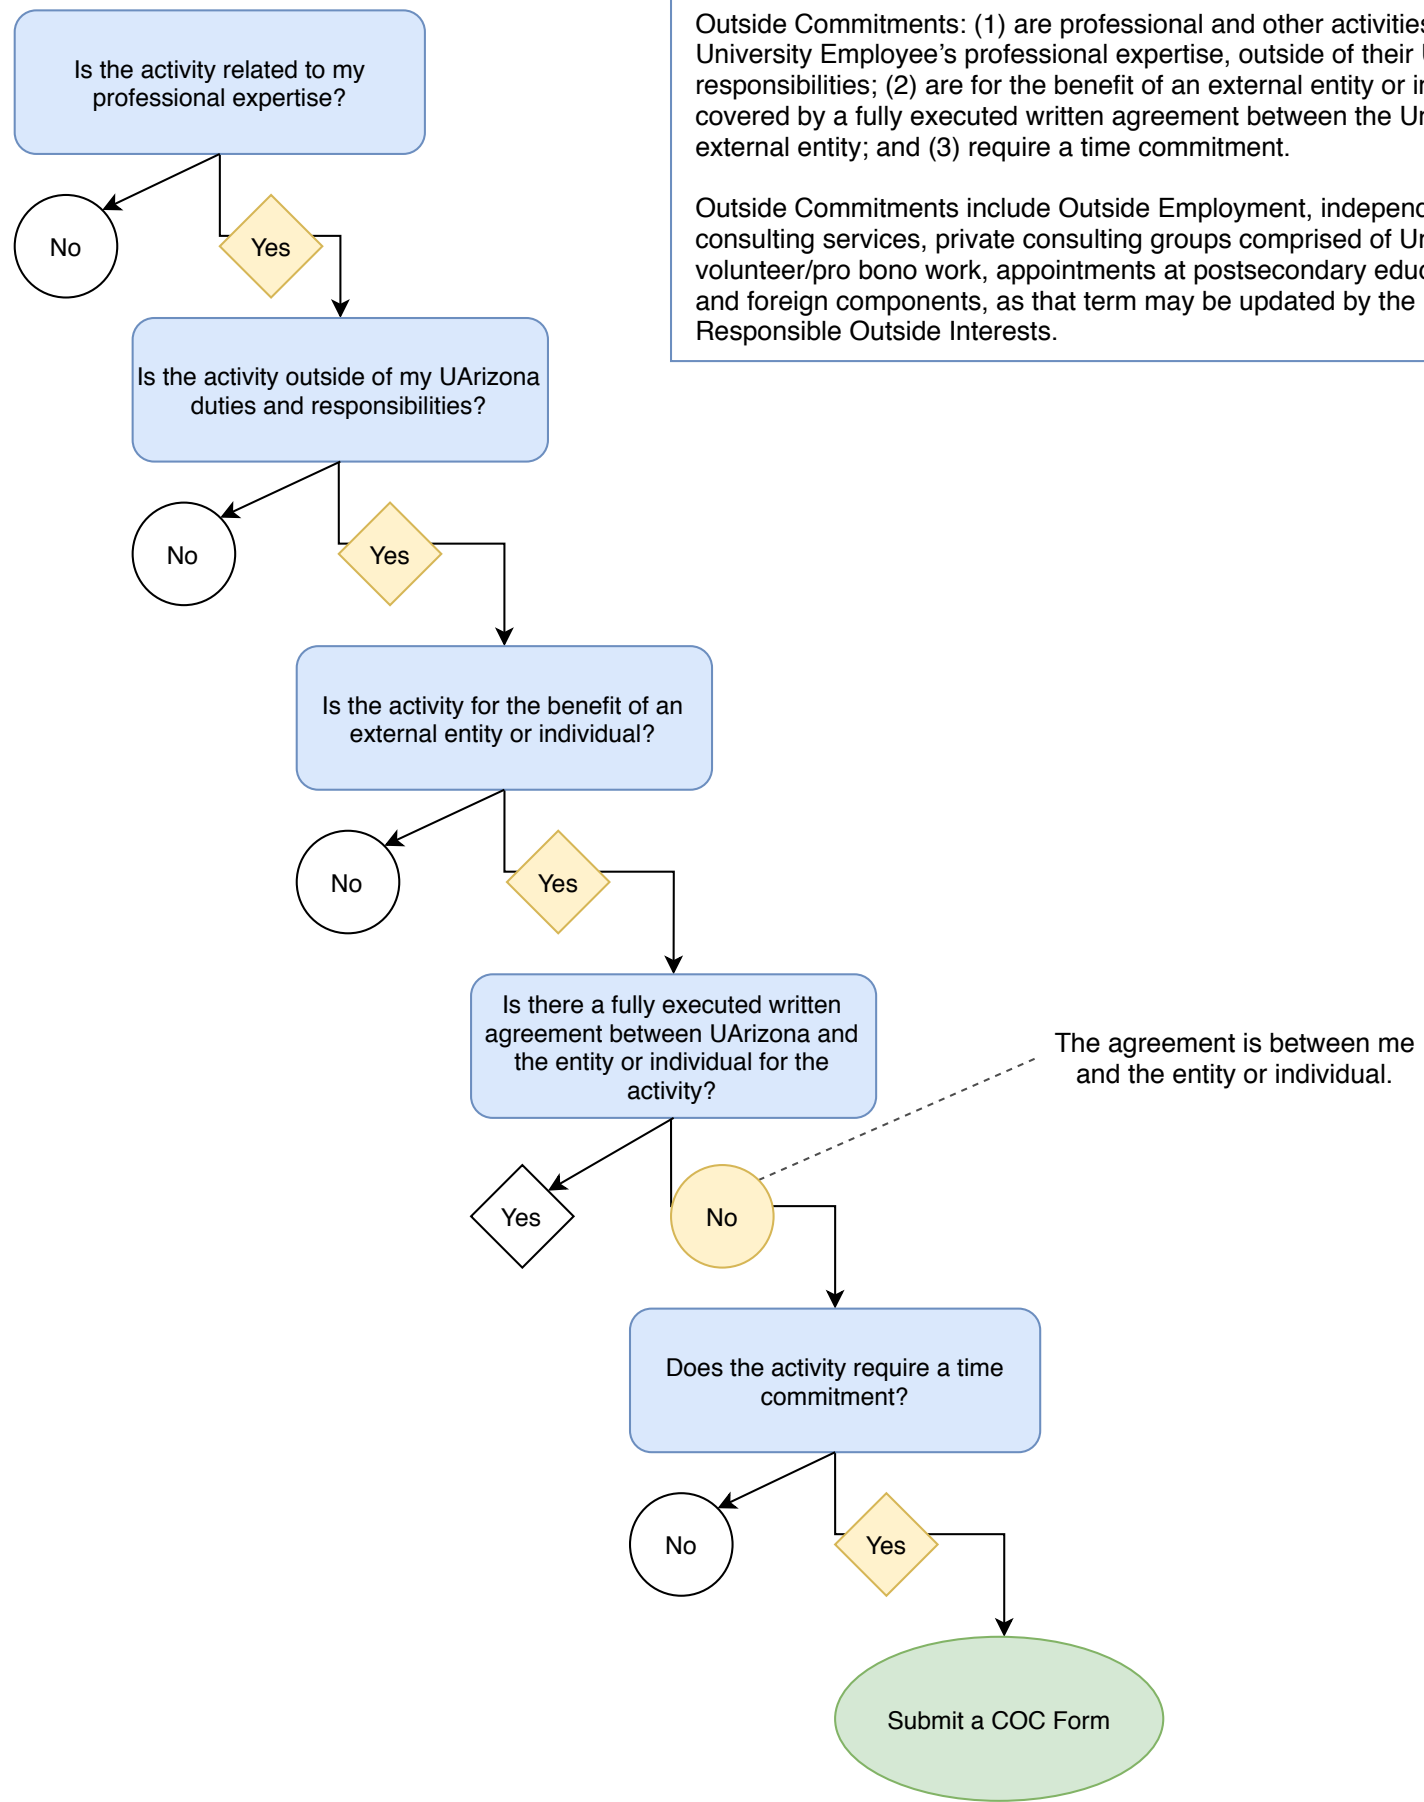 Outside Commitments: (1) are professional and other activities
University Employee’s professional expertise, outside of their
responsibilities; (2) are for the benefit of an external entity or
covered by a fully executed written agreement between the
external entity; and (3) require a time commitment.
Outside Commitments include Outside Employment,
consulting services, private consulting groups comprised of
volunteer/pro bono work, appointments at postsecondary
and foreign components, as that term may be updated by the
Responsible Outside Interests.
Is the activity related to my
professional expertise?
No
Yes
Is the activity outside of my UArizona
duties and responsibilities?
No
Yes
Is the activity for the benefit of an
external entity or individual?
No
Yes
Is there a fully executed written
agreement between UArizona and
the entity or individual for the
activity?
The agreement is between me
and the entity or individual.
Yes
No
Does the activity require a time
commitment?
No
Yes
Submit a COC Form